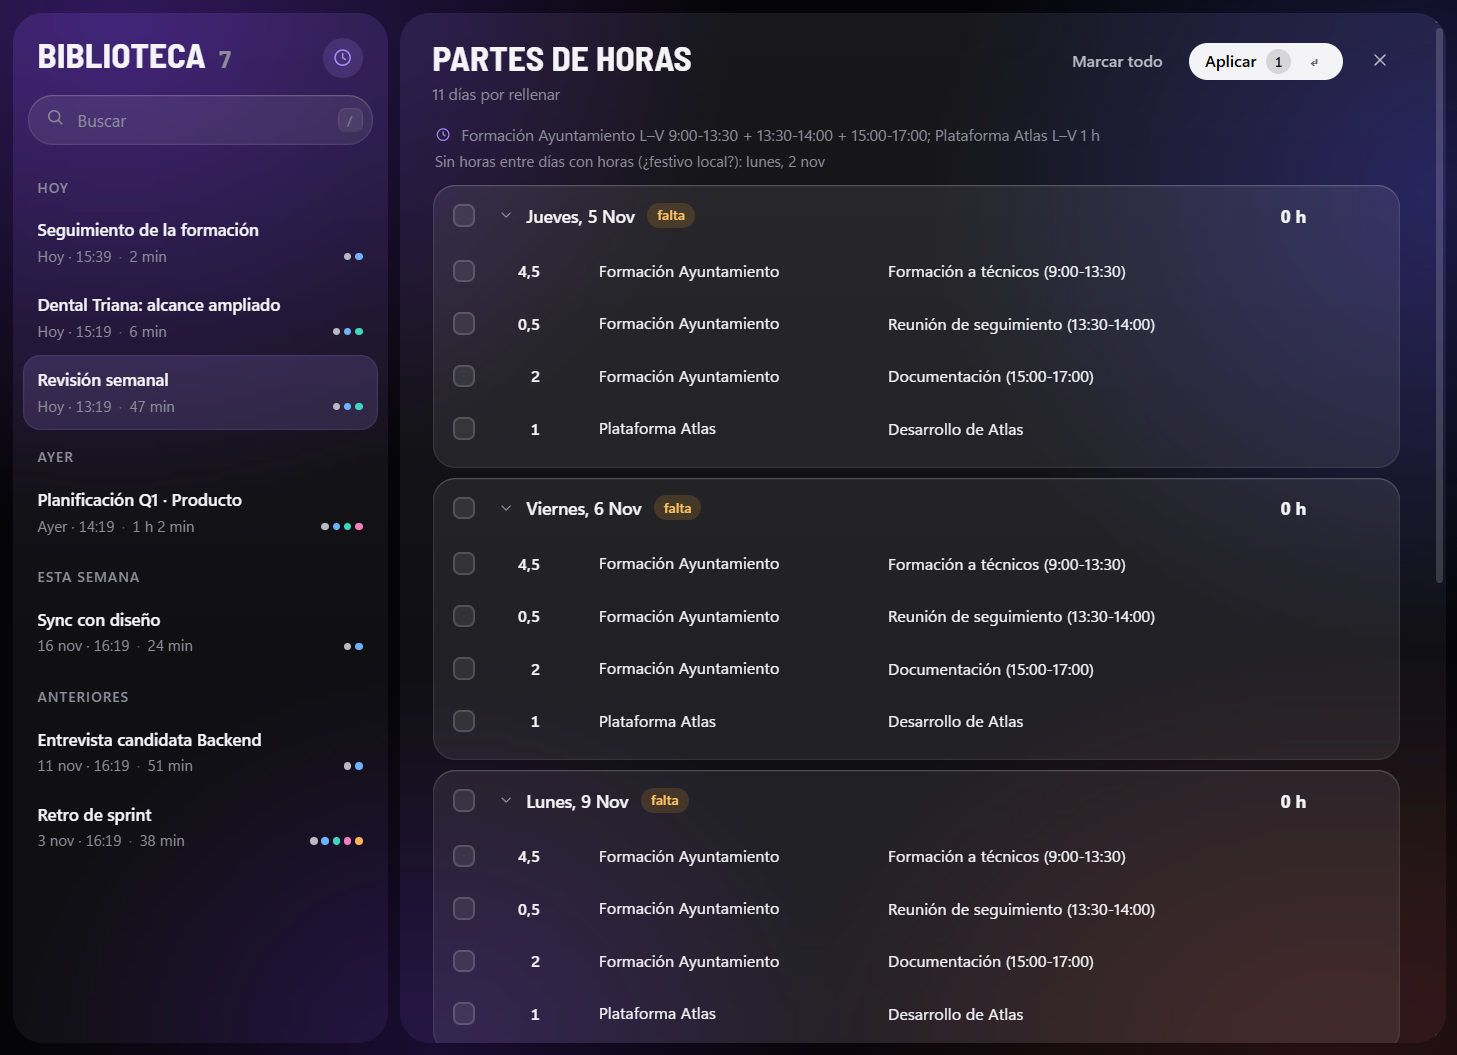 BIBLIOTECA 7
Buscar /
HOY
Seguimiento de la formación
Hoy · 15:39 · 2 min
Dental Triana: alcance ampliado
Hoy · 15:19 · 6 min
Revisión semanal
Hoy · 13:19 · 47 min
AYER
Planificación Q1 · Producto
Ayer · 14:19 · 1 h 2 min
ESTA SEMANA
Sync con diseño
16 nov · 16:19 · 24 min
ANTERIORES
Entrevista candidata Backend
11 nov · 16:19 · 51 min
Retro de sprint
3 nov · 16:19 · 38 min
PARTES DE HORAS
Marcar todo Aplicar 1 ↵
11 días por rellenar
Formación Ayuntamiento L–V 9:00-13:30 + 13:30-14:00 + 15:00-17:00; Plataforma Atlas L–V 1 h
Sin horas entre días con horas (¿festivo local?): lunes, 2 nov
Jueves, 5 Nov falta 0 h
4,5 Formación Ayuntamiento Formación a técnicos (9:00-13:30)
0,5 Formación Ayuntamiento Reunión de seguimiento (13:30-14:00)
2 Formación Ayuntamiento Documentación (15:00-17:00)
1 Plataforma Atlas Desarrollo de Atlas
Viernes, 6 Nov falta 0 h
4,5 Formación Ayuntamiento Formación a técnicos (9:00-13:30)
0,5 Formación Ayuntamiento Reunión de seguimiento (13:30-14:00)
2 Formación Ayuntamiento Documentación (15:00-17:00)
1 Plataforma Atlas Desarrollo de Atlas
Lunes, 9 Nov falta 0 h
4,5 Formación Ayuntamiento Formación a técnicos (9:00-13:30)
0,5 Formación Ayuntamiento Reunión de seguimiento (13:30-14:00)
2 Formación Ayuntamiento Documentación (15:00-17:00)
1 Plataforma Atlas Desarrollo de Atlas